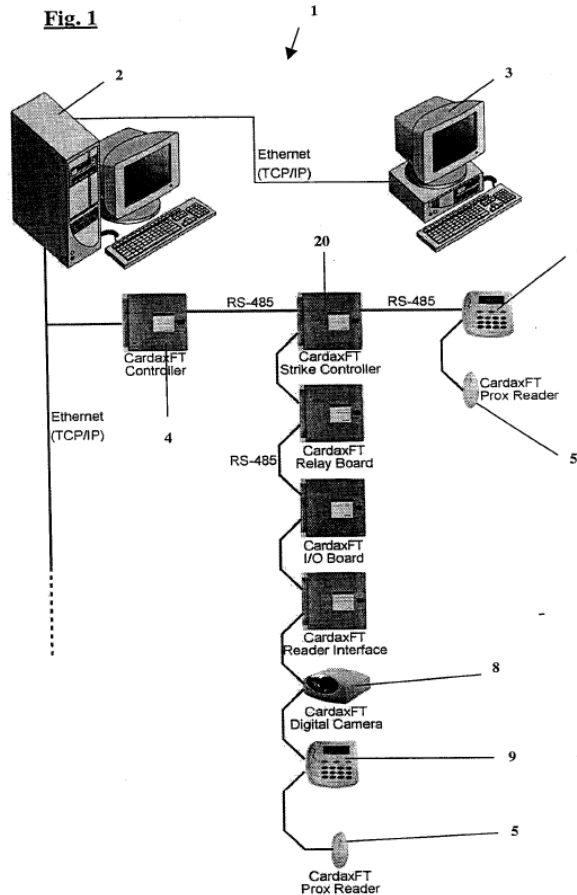 Fig. 1
1
2
3
Ethernet
(TCP/IP)
20
RS-485
RS-485
CardaxFT
Controller
CardaxFT
Strike Controller
4
CardaxFT
Prox Reader
5
Ethernet
(TCP/IP)
RS-485
CardaxFT
Relay Board
CardaxFT
I/O Board
CardaxFT
Reader Interface
8
CardaxFT
Digital Camera
9
5
CardaxFT
Prox Reader